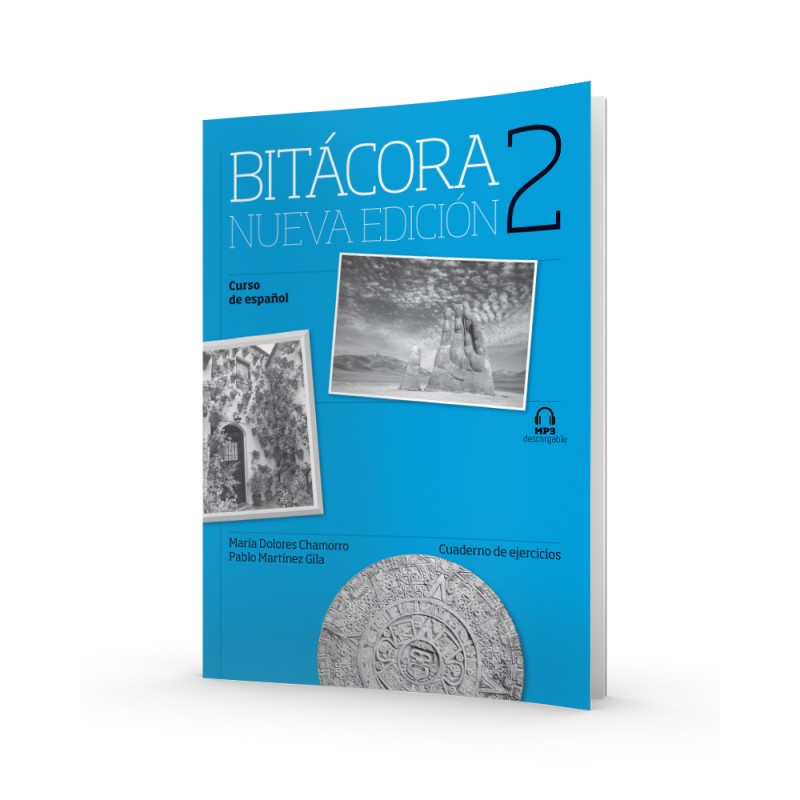 BITÁCORA 2
NUEVA EDICIÓN
Curso
de español
MP3
descargable
María Dolores Chamorro
Pablo Martínez Gila
Cuaderno de ejercicios